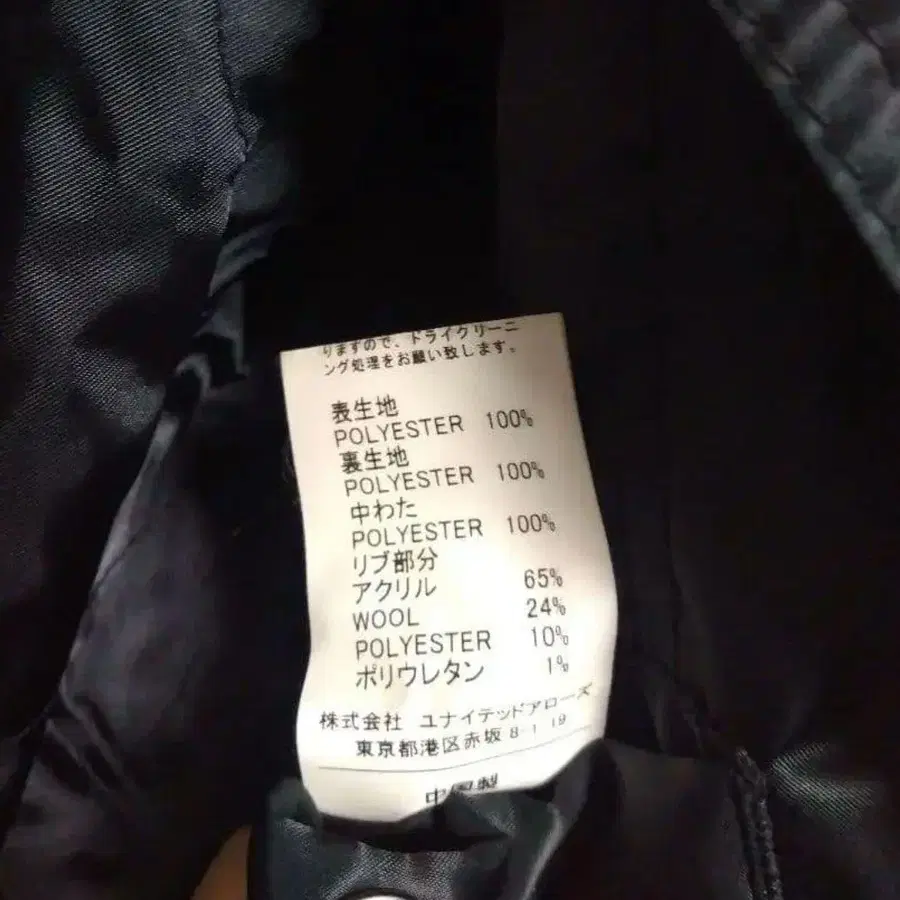 りますので、ドライクリーニ
ング処理をお願い致します。
表生地
POLYESTER 100%
裏生地
POLYESTER 100%
中わた
POLYESTER 100%
リブ部分
アクリル 65%
WOOL 24%
POLYESTER 10%
ポリウレタン 1%
株式会社 ユナイテッドアローズ
東京都港区赤坂 8-1-19
中国製